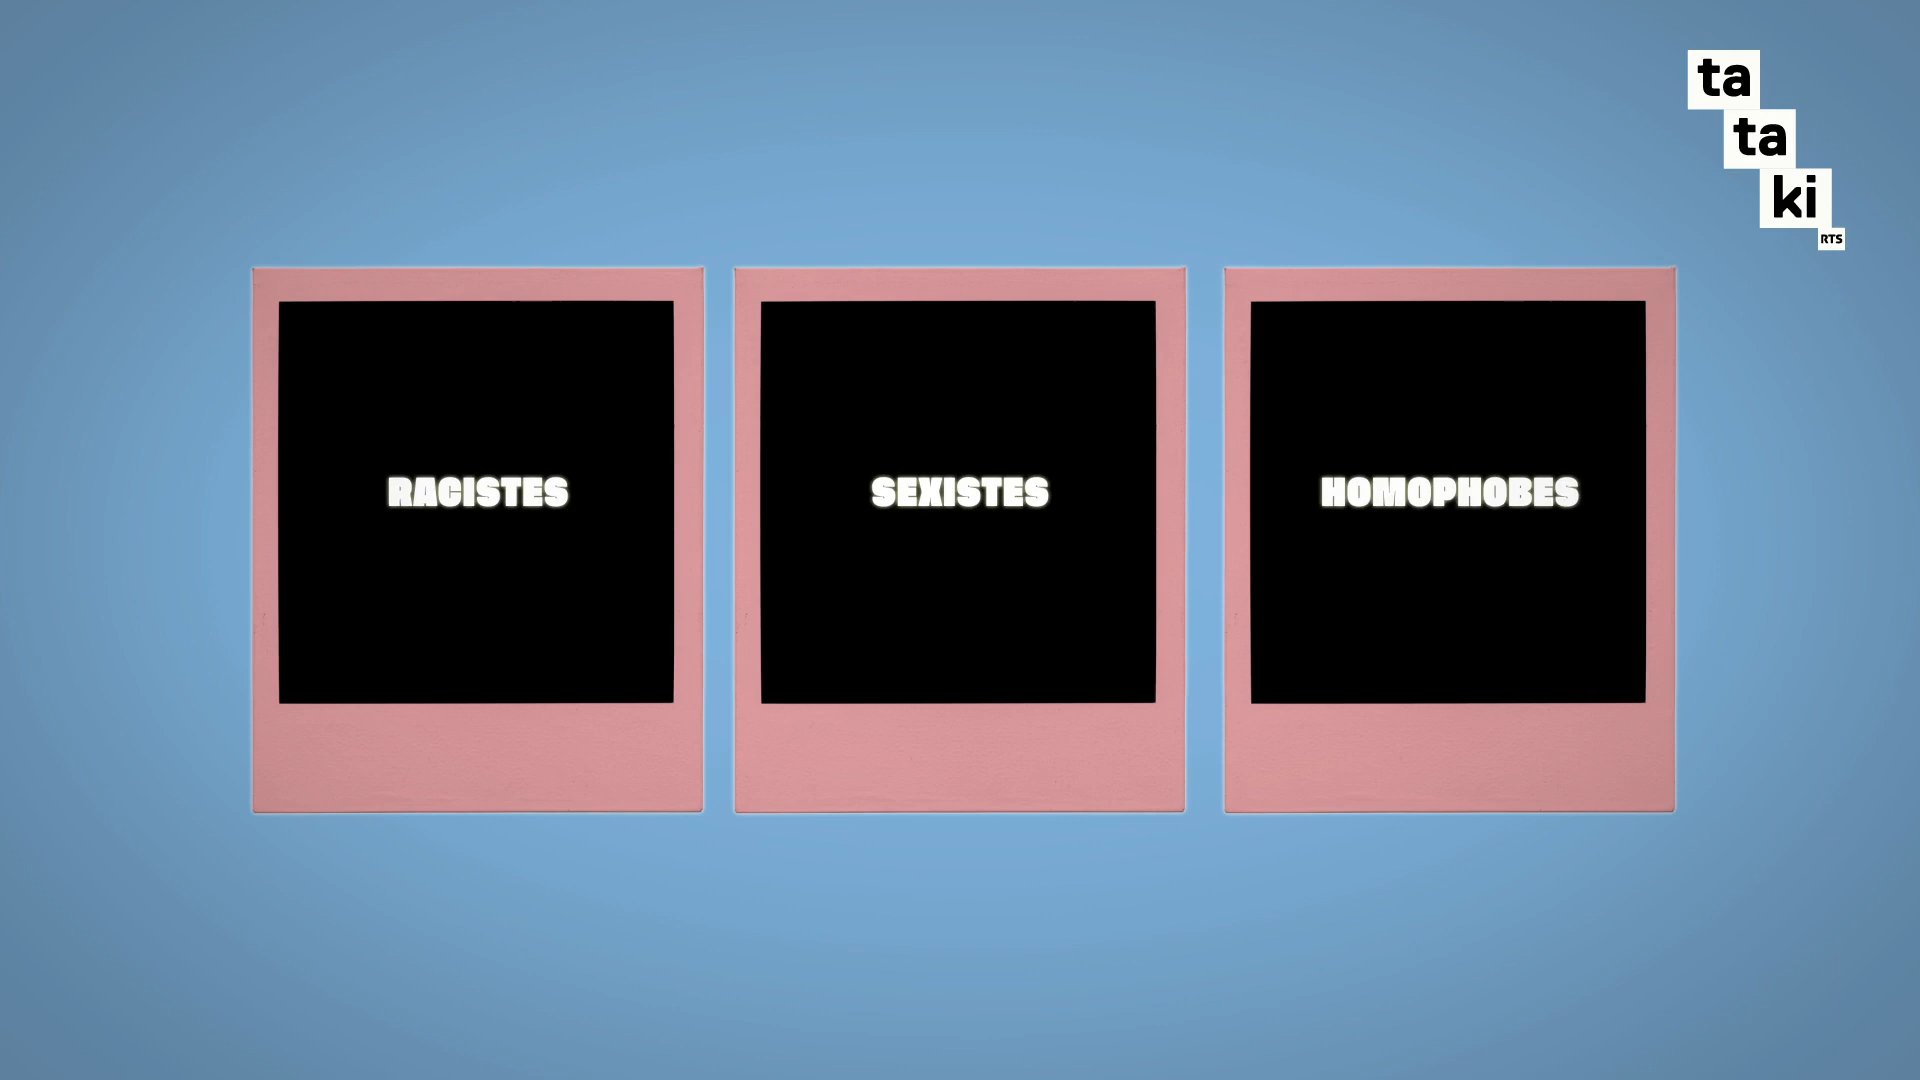 ta
ta
ki
RTS
RACISTES
SEXISTES
HOMOPHOBES